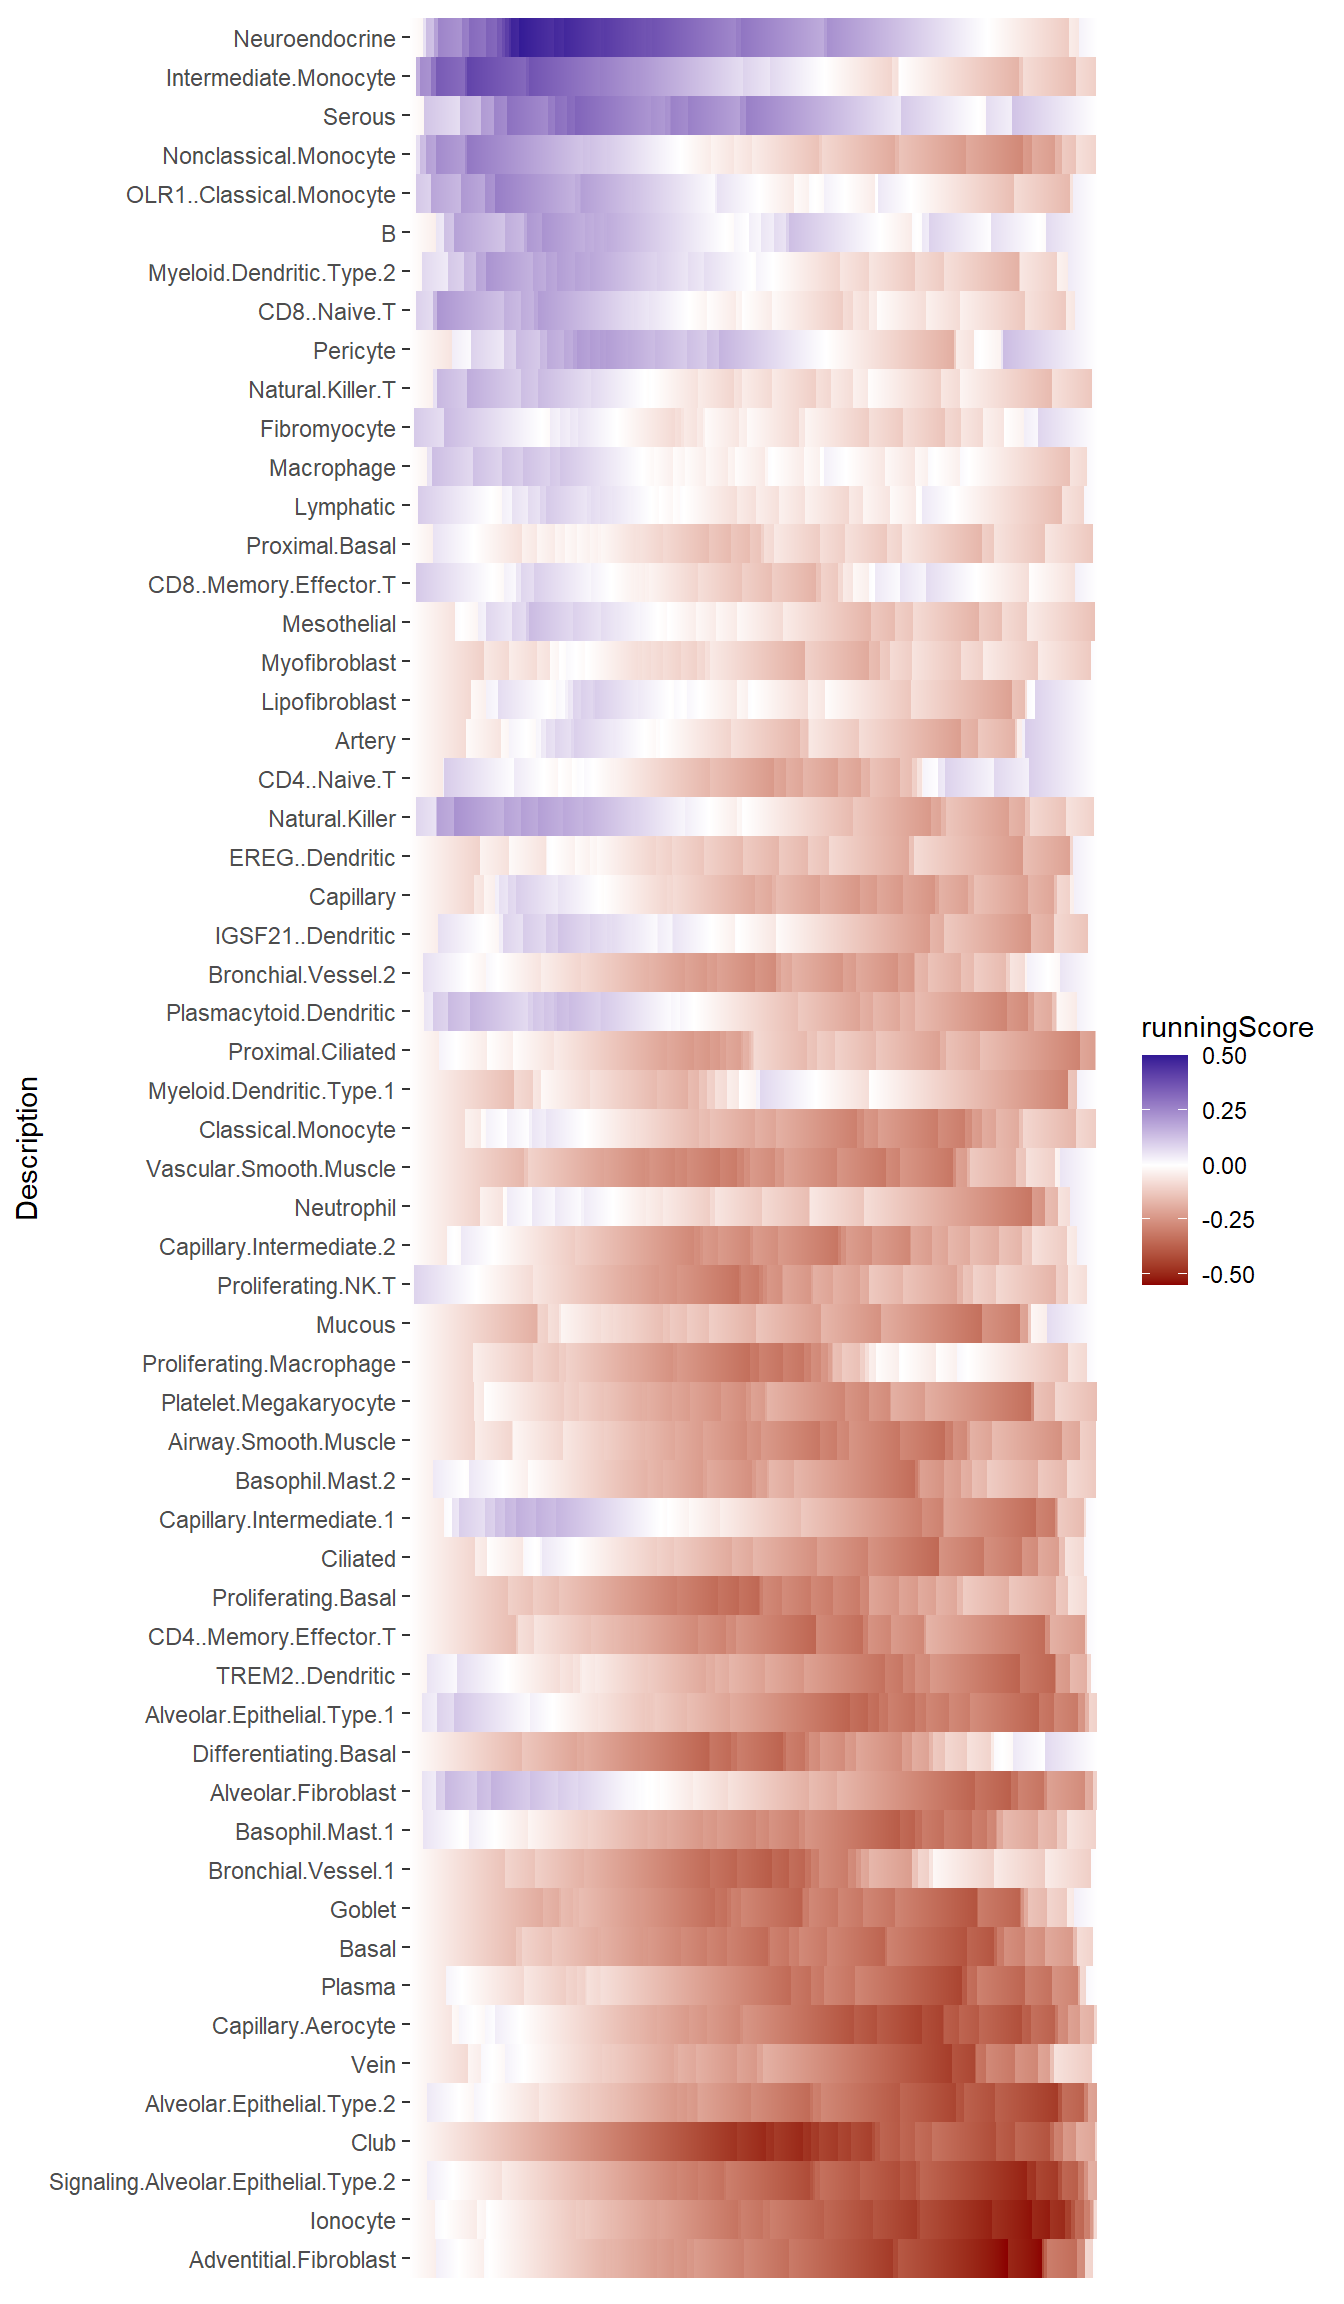 Neuroendocrine
Intermediate.Monocyte
Serous
Nonclassical.Monocyte
OLR1..Classical.Monocyte
B
Myeloid.Dendritic.Type.2
CD8..Naive.T
Pericyte
Natural.Killer.T
Fibromyocyte
Macrophage
Lymphatic
Proximal.Basal
CD8..Memory.Effector.T
Mesothelial
Myofibroblast
Lipofibroblast
Artery
CD4..Naive.T
Natural.Killer
EREG..Dendritic
Capillary
IGSF21..Dendritic
Bronchial.Vessel.2
Plasmacytoid.Dendritic
Proximal.Ciliated
Myeloid.Dendritic.Type.1
Classical.Monocyte
Vascular.Smooth.Muscle
Neutrophil
Capillary.Intermediate.2
Proliferating.NK.T
Mucous
Proliferating.Macrophage
Platelet.Megakaryocyte
Airway.Smooth.Muscle
Basophil.Mast.2
Capillary.Intermediate.1
Ciliated
Proliferating.Basal
CD4..Memory.Effector.T
TREM2..Dendritic
Alveolar.Epithelial.Type.1
Differentiating.Basal
Alveolar.Fibroblast
Basophil.Mast.1
Bronchial.Vessel.1
Goblet
Basal
Plasma
Capillary.Aerocyte
Vein
Alveolar.Epithelial.Type.2
Club
Signaling.Alveolar.Epithelial.Type.2
Ionocyte
Adventitial.Fibroblast
Description
runningScore
0.50
0.25
0.00
-0.25
-0.50